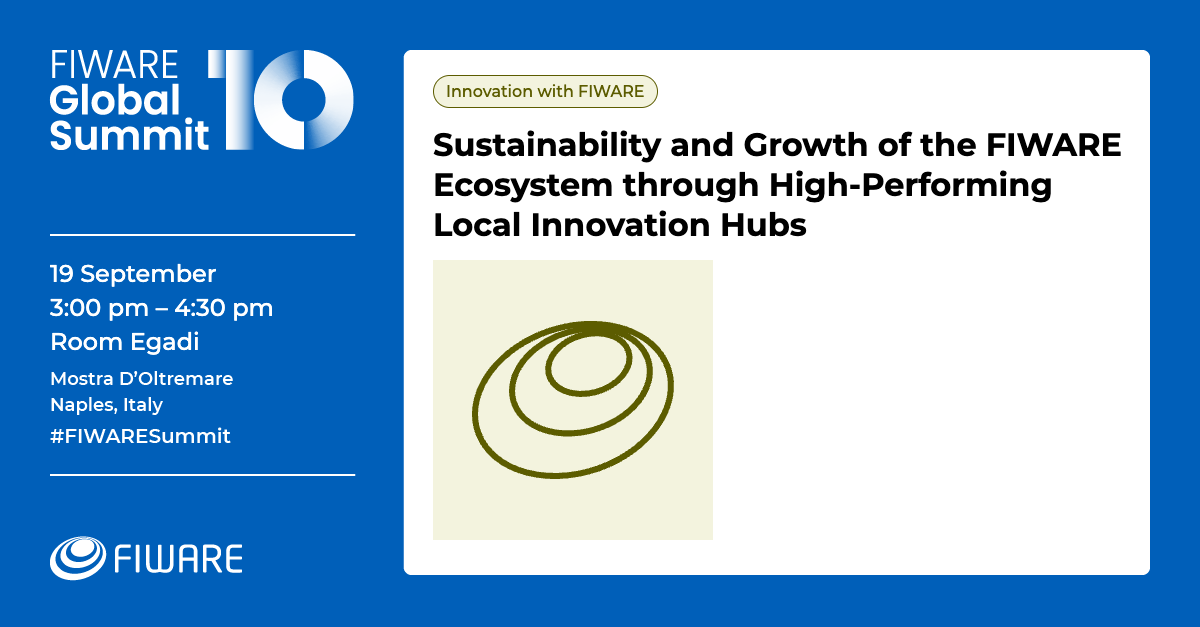 FIWARE
Global
Summit
10
19 September
3:00 pm – 4:30 pm
Room Egadi
Mostra D’Oltremare
Naples, Italy
#FIWARESummit
FIWARE
Innovation with FIWARE
Sustainability and Growth of the FIWARE
Ecosystem through High-Performing
Local Innovation Hubs